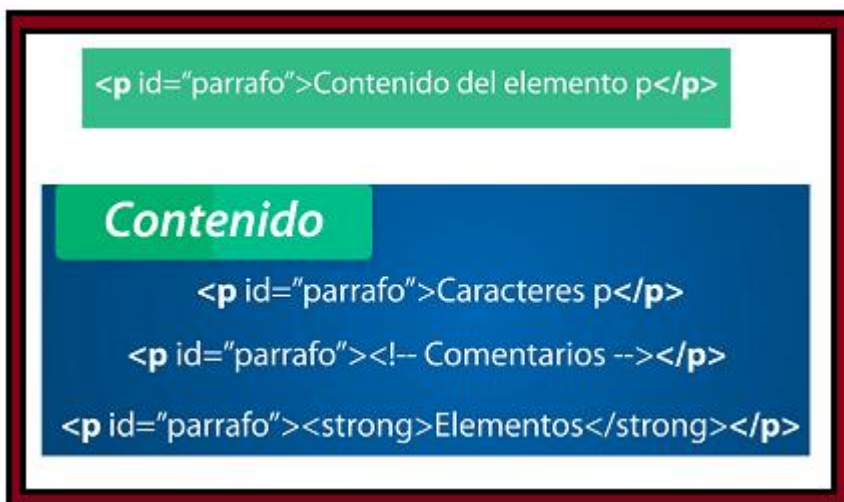 <p id="parrafo">Contenido del elemento p</p>
Contenido
<p id="parrafo">Caracteres p</p>
<p id="parrafo"><!-- Comentarios --></p>
<p id="parrafo"><strong>Elementos</strong></p>